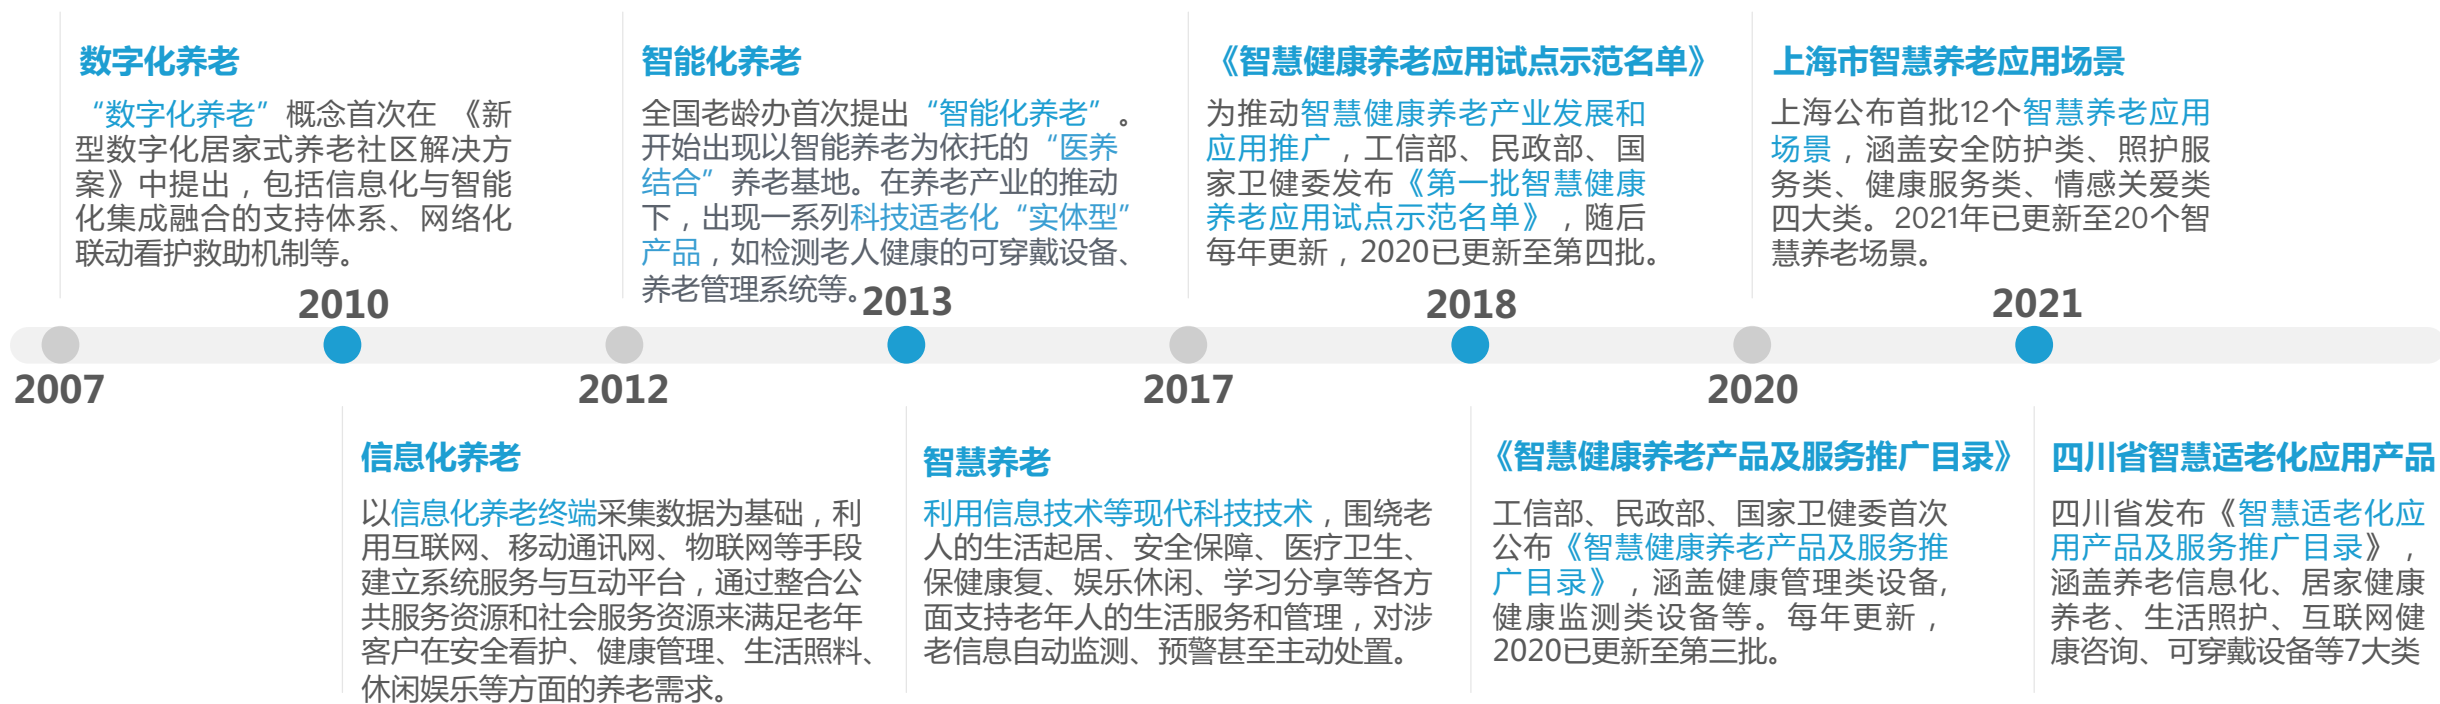 数字化养老
“数字化养老”概念首次在 《新
型数字化居家式养老社区解决方
案》中提出，包括信息化与智能
化集成融合的支持体系、网络化
联动看护救助机制等。
智能化养老
全国老龄办首次提出“智能化养老”。
开始出现以智能养老为依托的“医养
结合”养老基地。在养老产业的推动
下，出现一系列科技适老化“实体型”
产品，如检测老人健康的可穿戴设备、
养老管理系统等。
《智慧健康养老应用试点示范名单》
为推动智慧健康养老产业发展和
应用推广，工信部、民政部、国
家卫健委发布《第一批智慧健康
养老应用试点示范名单》，随后
每年更新，2020已更新至第四批。
上海市智慧养老应用场景
上海公布首批12个智慧养老应用
场景，涵盖安全防护类、照护服
务类、健康服务类、情感关爱类
四大类。2021年已更新至20个智
慧养老场景。
2010
2013
2018
2021
2007
2012
2017
2020
信息化养老
以信息化养老终端采集数据为基础，利
用互联网、移动通讯网、物联网等手段
建立系统服务与互动平台，通过整合公
共服务资源和社会服务资源来满足老年
客户在安全看护、健康管理、生活照料、
休闲娱乐等方面的养老需求。
智慧养老
利用信息技术等现代科技技术，围绕老
人的生活起居、安全保障、医疗卫生、
保健康复、娱乐休闲、学习分享等各方
面支持老年人的生活服务和管理，对涉
老信息自动监测、预警甚至主动处置。
《智慧健康养老产品及服务推广目录》
工信部、民政部、国家卫健委首次
公布《智慧健康养老产品及服务推
广目录》，涵盖健康管理类设备,
健康监测类设备等。每年更新，
2020已更新至第三批。
四川省智慧适老化应用产品
四川省发布《智慧适老化应
用产品及服务推广目录》，
涵盖养老信息化、居家健康
养老、生活照护、互联网健
康咨询、可穿戴设备等7大类